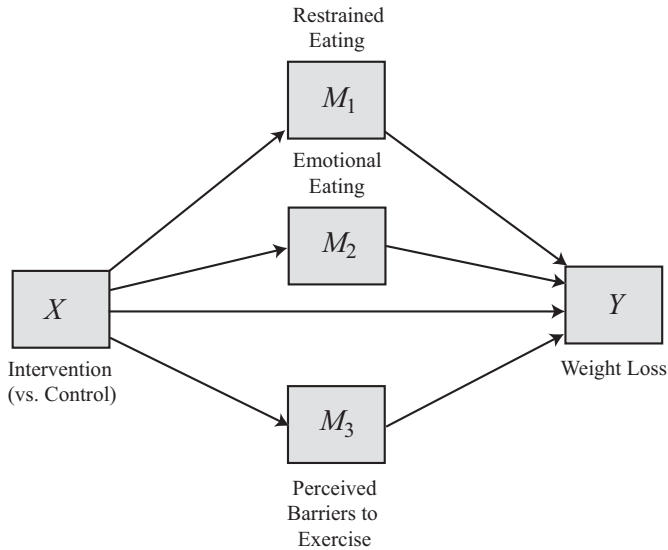 Restrained
Eating
M1
Emotional
Eating
M2
X
Y
Intervention
(vs. Control)
Weight Loss
M3
Perceived
Barriers to
Exercise